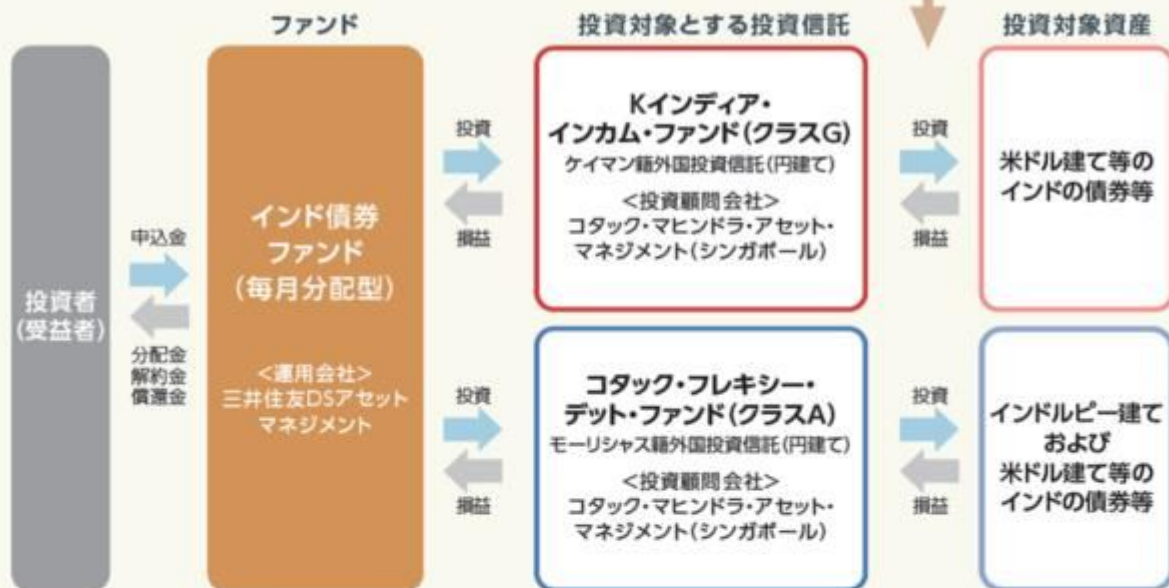 ファンド
投資対象とする投資信託
投資対象資産
投資者
(受益者)
申込金
分配金
解約金
償還金
インド債券
ファンド
(毎月分配型)
<運用会社>
三井住友DSアセット
マネジメント
投資
損益
Kインディア・
インカム・ファンド(クラスG)
ケイマン籍外国投資信託(円建て)
<投資顧問会社>
コタック・マヒンドラ・アセット・
マネジメント(シンガポール)
投資
損益
米ドル建て等の
インドの債券等
投資
損益
コタック・フレキシー・
デット・ファンド(クラスA)
モーリシャス籍外国投資信託(円建て)
<投資顧問会社>
コタック・マヒンドラ・アセット・
マネジメント(シンガポール)
投資
損益
インドルピー建て
および
米ドル建て等の
インドの債券等